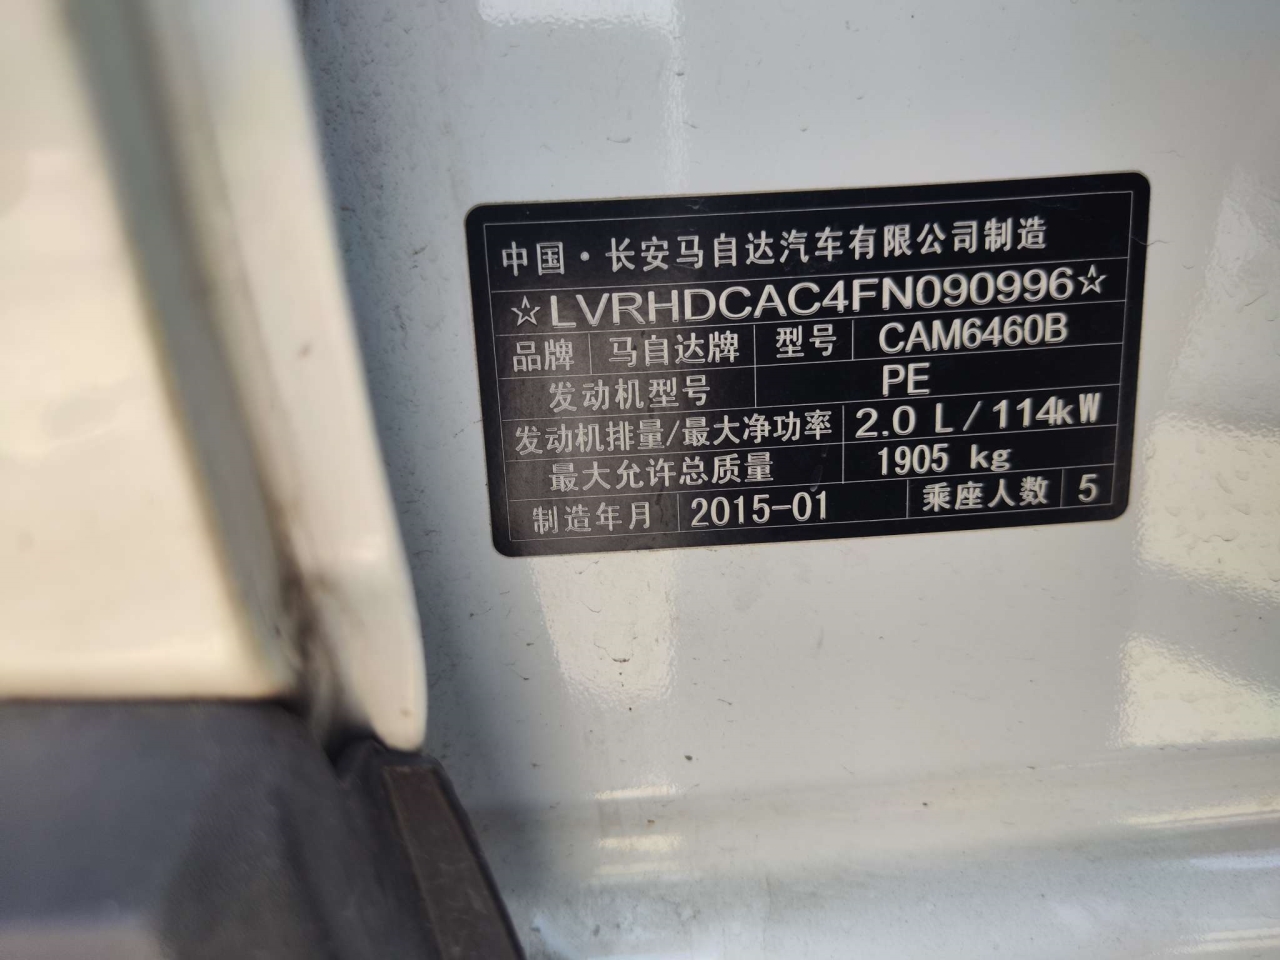 中国·长安马自达汽车有限公司制造
☆LVRHDCAC4FN090996☆
品牌 马自达牌 型号 CAM6460B
发动机型号 PE
发动机排量/最大净功率 2.0 L/114kW
最大允许总质量 1905 kg
制造年月 2015-01 乘座人数 5